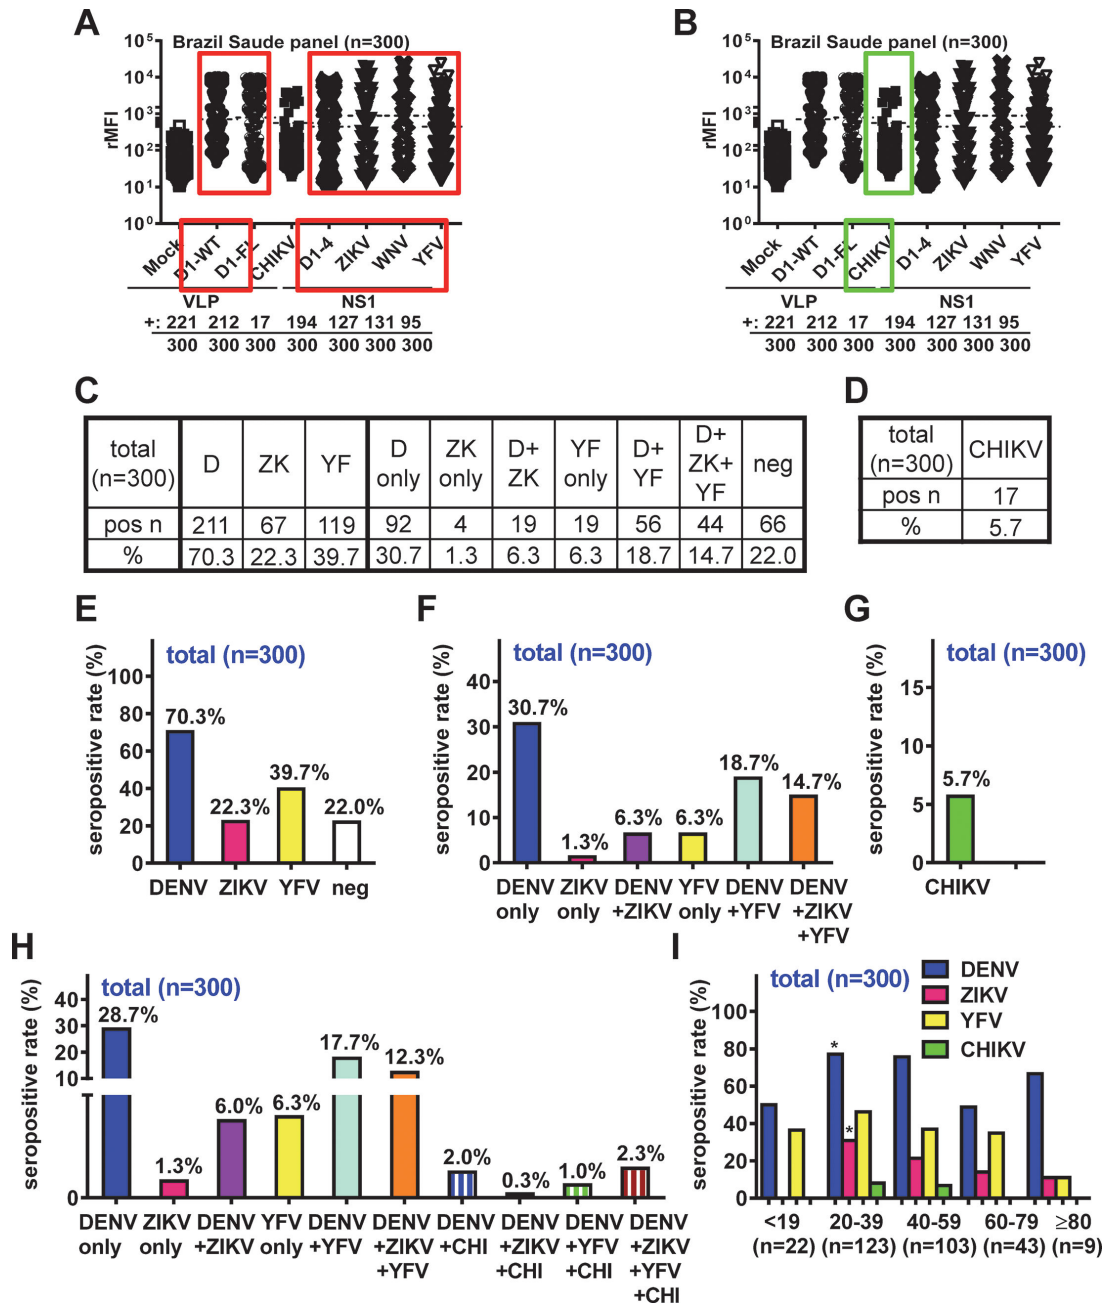 A
Brazil Saude panel (n=300)
rMFI
10⁵
10⁴
10³
10²
10¹
10⁰
Mock
D1-WT
D1-FL
CHIKV
D1-4
ZIKV
WNV
YFV
VLP NS1
+: 221 212 17 194 127 131 95
300 300 300 300 300 300 300
B
Brazil Saude panel (n=300)
rMFI
10⁵
10⁴
10³
10²
10¹
10⁰
Mock
D1-WT
D1-FL
CHIKV
D1-4
ZIKV
WNV
YFV
VLP NS1
+: 221 212 17 194 127 131 95
300 300 300 300 300 300 300
C
total (n=300) D ZK YF D only ZK only D+ ZK YF only D+ YF D+ ZK+ YF neg
pos n 211 67 119 92 4 19 19 56 44 66
% 70.3 22.3 39.7 30.7 1.3 6.3 6.3 18.7 14.7 22.0
D
total (n=300) CHIKV
pos n 17
% 5.7
E
total (n=300)
seropositive rate (%)
100
80
60
40
20
0
70.3%
22.3%
39.7%
22.0%
DENV ZIKV YFV neg
F
total (n=300)
seropositive rate (%)
40
30
20
10
0
30.7%
1.3%
6.3%
6.3%
18.7%
14.7%
DENV only
ZIKV only
DENV +ZIKV
YFV only
DENV +YFV
DENV +ZIKV +YFV
G
total (n=300)
seropositive rate (%)
15
10
5
0
5.7%
CHIKV
H
total (n=300)
seropositive rate (%)
40
30
20
10
0
28.7%
1.3%
6.0%
6.3%
17.7%
12.3%
2.0%
0.3%
1.0%
2.3%
DENV only
ZIKV only
DENV +ZIKV
YFV only
DENV +YFV
DENV +ZIKV +YFV
DENV +CHI
DENV +ZIKV +CHI
DENV +YFV +CHI
DENV +ZIKV +YFV +CHI
I
total (n=300)
DENV
ZIKV
YFV
CHIKV
seropositive rate (%)
100
80
60
40
20
0
*
*
<19 20-39 40-59 60-79 ≥80
(n=22) (n=123) (n=103) (n=43) (n=9)